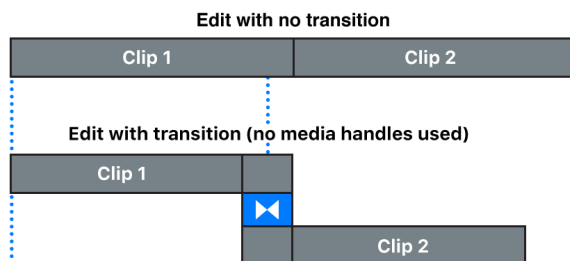 Edit with no transition
Clip 1 Clip 2
Edit with transition (no media handles used)
Clip 1
Clip 2